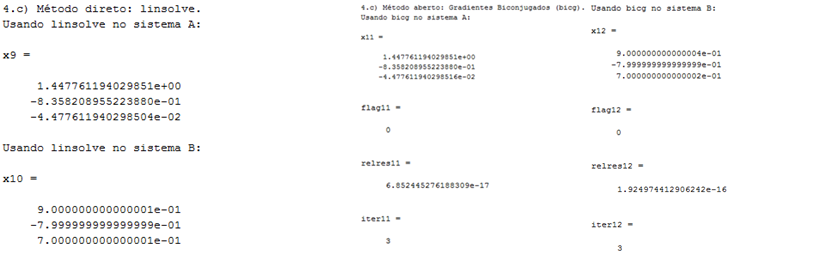 4.c) Método direto: linsolve.
Usando linsolve no sistema A:
x9 =
1.447761194029851e+00
-8.358208955223880e-01
-4.477611940298504e-02
Usando linsolve no sistema B:
x10 =
9.000000000000001e-01
-7.999999999999999e-01
7.000000000000001e-01
4.c) Método aberto: Gradientes Biconjugados (bicg).
Usando bicg no sistema A:
x11 =
1.447761194029851e+00
-8.358208955223880e-01
-4.477611940298516e-02
flag11 =
0
relres11 =
6.852445276188309e-17
iter11 =
3
Usando bicg no sistema B:
x12 =
9.000000000000004e-01
-7.999999999999999e-01
7.000000000000002e-01
flag12 =
0
relres12 =
1.924974412906242e-16
iter12 =
3